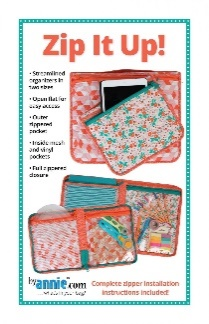 Zip It Up!
• Streamlined
organizers in
two sizes
• Open flat for
easy access
• Outer
zippered
pocket
• Inside mesh
and vinyl
pockets
• Full zippered
closure
by annie.com
Complete zipper installation
instructions included!